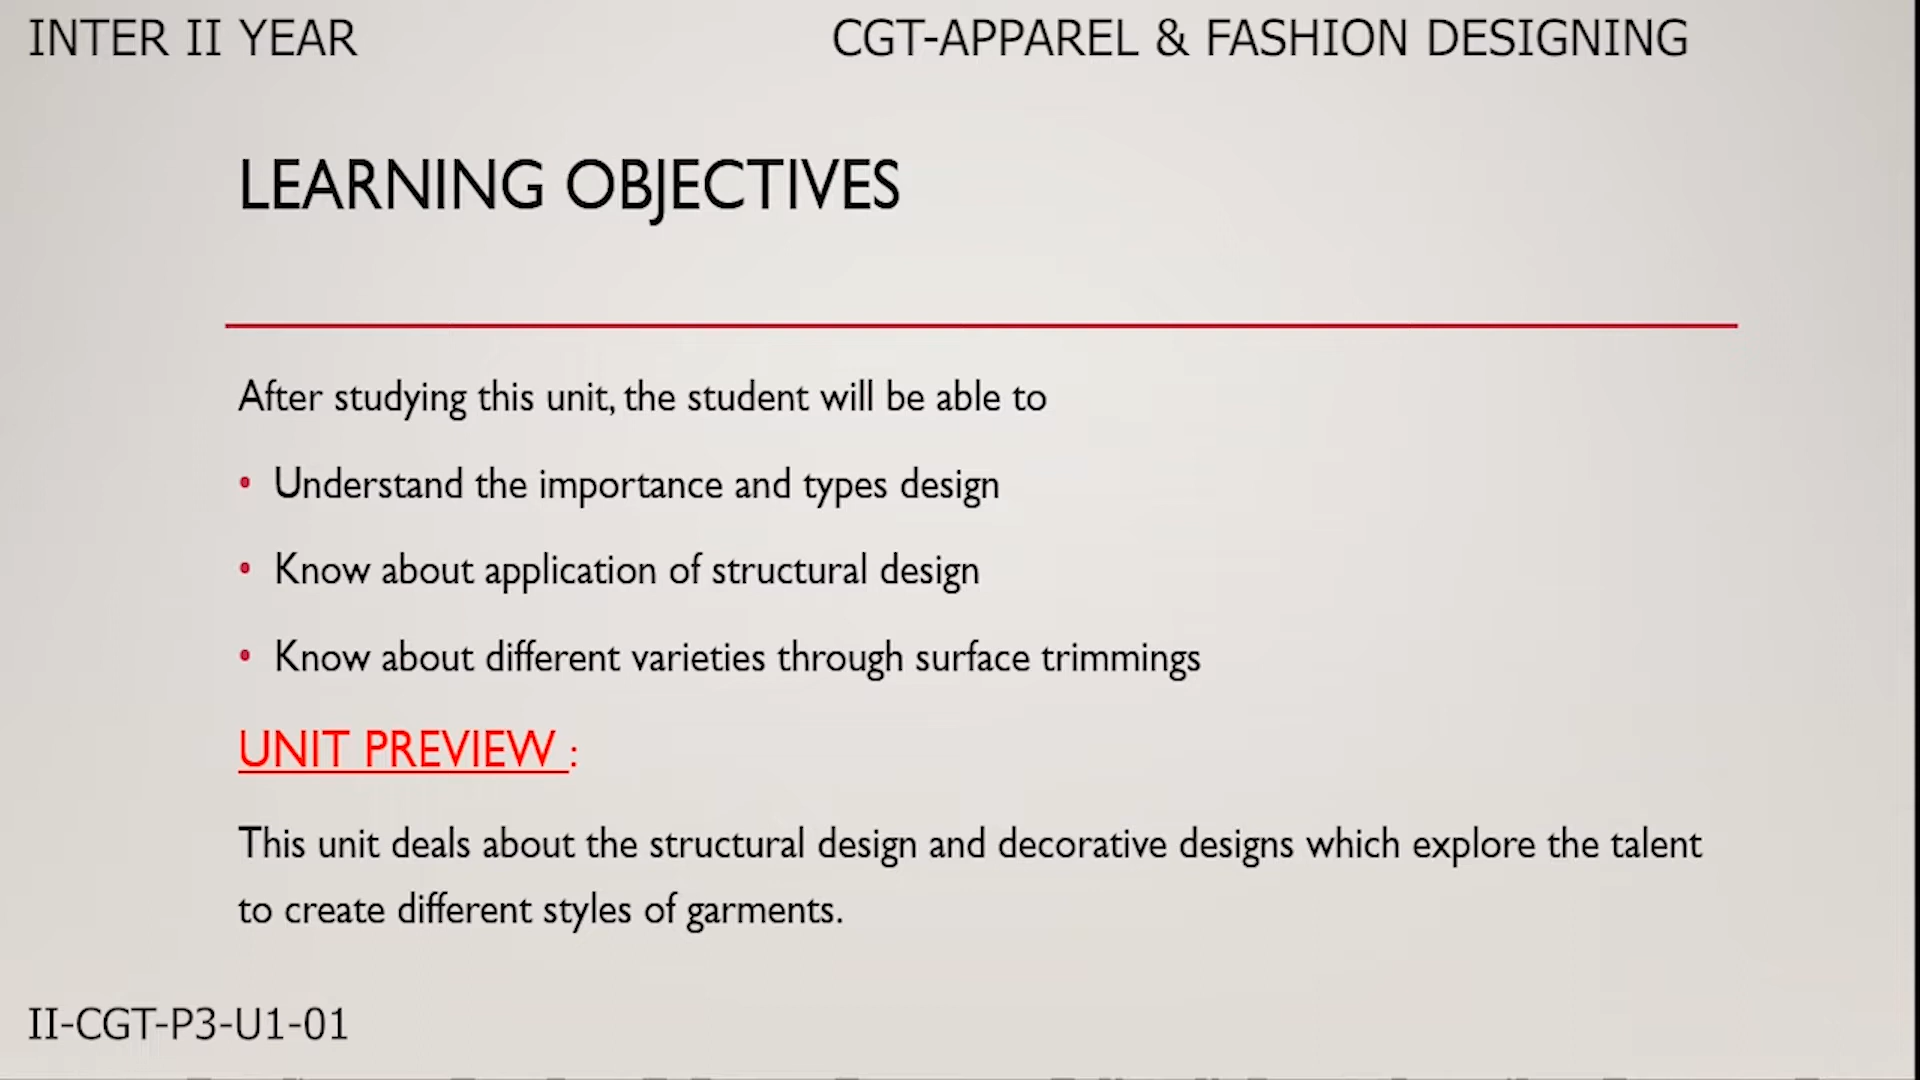 INTER II YEAR
CGT-APPAREL & FASHION DESIGNING
LEARNING OBJECTIVES
After studying this unit, the student will be able to
• Understand the importance and types design
• Know about application of structural design
• Know about different varieties through surface trimmings
UNIT PREVIEW :
This unit deals about the structural design and decorative designs which explore the talent
to create different styles of garments.
II-CGT-P3-U1-01